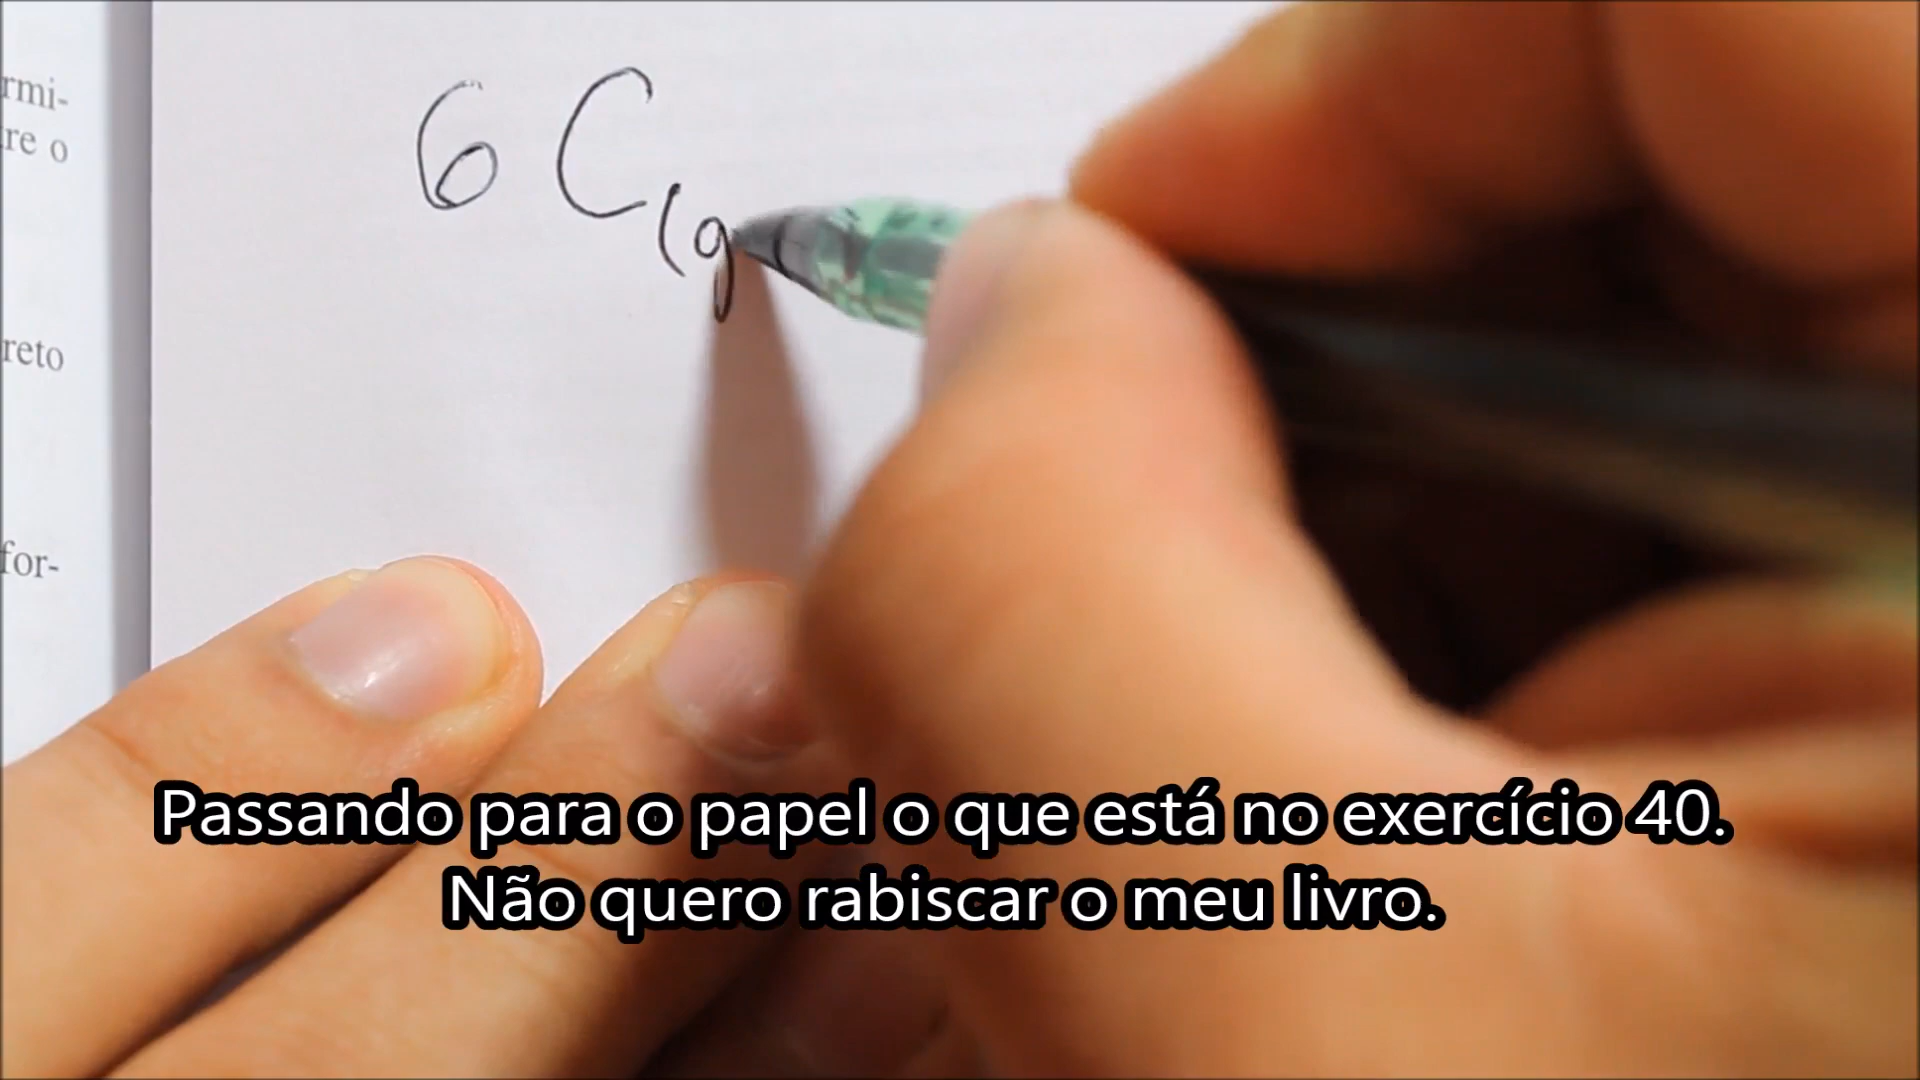 rmi-
re o
reto
for-
6 C(g
Passando para o papel o que está no exercício 40.
Não quero rabiscar o meu livro.